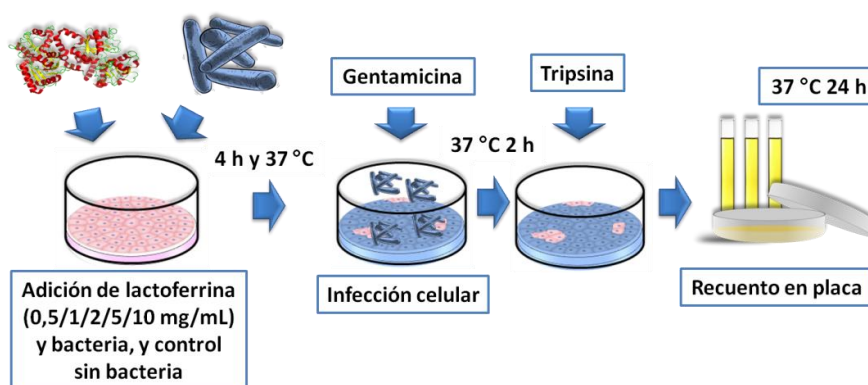 Gentamicina
Tripsina
37 °C 24 h
4 h y 37 °C
37 °C 2 h
Adición de lactoferrina
(0,5/1/2/5/10 mg/mL)
y bacteria, y control
sin bacteria
Infección celular
Recuento en placa